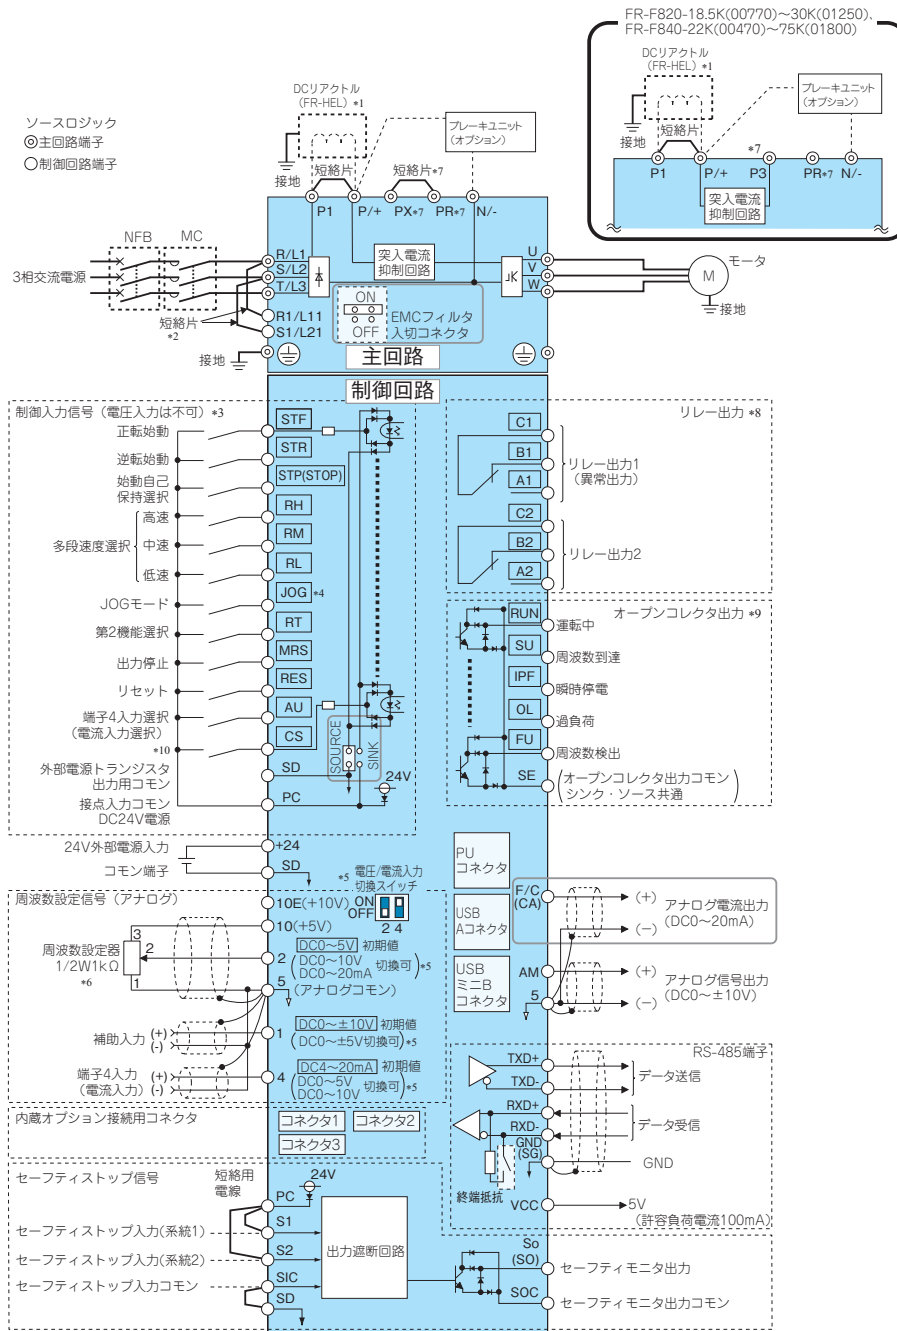 FR-F820-18.5K(00770)～30K(01250)、
FR-F840-22K(00470)～75K(01800)
DCリアクトル
(FR-HEL) *1
ブレーキユニット
(オプション)
接地
短絡片
*7
P1
P/+
P3
PR*7
N/-
突入電流
抑制回路
ソースロジック
主回路端子
制御回路端子
DCリアクトル
(FR-HEL) *1
ブレーキユニット
(オプション)
接地
短絡片
短絡片*7
P1
P/+
PX*7
PR*7
N/-
NFB
MC
3相交流電源
R/L1
S/L2
T/L3
R1/L11
S1/L21
短絡片
*2
接地
突入電流
抑制回路
ON
OFF
EMCフィルタ
入切コネクタ
U
V
W
M
モータ
接地
主回路
制御回路
制御入力信号（電圧入力は不可）*3
正転始動
STF
逆転始動
STR
始動自己
保持選択
STP(STOP)
多段速度選択
高速
RH
中速
RM
低速
RL
JOGモード
JOG *4
第2機能選択
RT
出力停止
MRS
リセット
RES
端子4入力選択
(電流入力選択)
AU
*10
CS
SOURCE
SINK
外部電源トランジスタ
出力用コモン
SD
24V
接点入力コモン
DC24V電源
PC
24V外部電源入力
+24
コモン端子
SD
リレー出力 *8
C1
B1
A1
リレー出力1
(異常出力)
C2
B2
A2
リレー出力2
オープンコレクタ出力 *9
RUN
運転中
SU
周波数到達
IPF
瞬時停電
OL
過負荷
FU
周波数検出
SE
オープンコレクタ出力コモン
シンク・ソース共通
*5
電圧/電流入力
切換スイッチ
ON
OFF
2 4
周波数設定信号（アナログ）
10E(+10V)
10(+5V)
周波数設定器
1/2W1kΩ
*6
3
2
1
2
DC0～5V 初期値
DC0～10V
DC0～20mA
切換可 *5
5
(アナログコモン)
補助入力
(+)
(-)
1
DC0～±10V 初期値
DC0～±5V切換可 *5
端子4入力
(電流入力)
(+)
(-)
4
DC4～20mA 初期値
DC0～5V
DC0～10V
切換可 *5
PU
コネクタ
USB
Aコネクタ
USB
ミニB
コネクタ
F/C
(CA)
(+)
(−)
アナログ電流出力
(DC0～20mA)
AM
5
(+)
(−)
アナログ信号出力
(DC0～±10V)
内蔵オプション接続用コネクタ
コネクタ1
コネクタ2
コネクタ3
RS-485端子
TXD+
TXD-
データ送信
RXD+
RXD-
データ受信
GND
(SG)
GND
終端抵抗
VCC
5V
(許容負荷電流100mA)
セーフティストップ信号
短絡用
電線
24V
PC
セーフティストップ入力(系統1)
S1
セーフティストップ入力(系統2)
S2
セーフティストップ入力コモン
SIC
SD
出力遮断回路
So
(SO)
セーフティモニタ出力
SOC
セーフティモニタ出力コモン